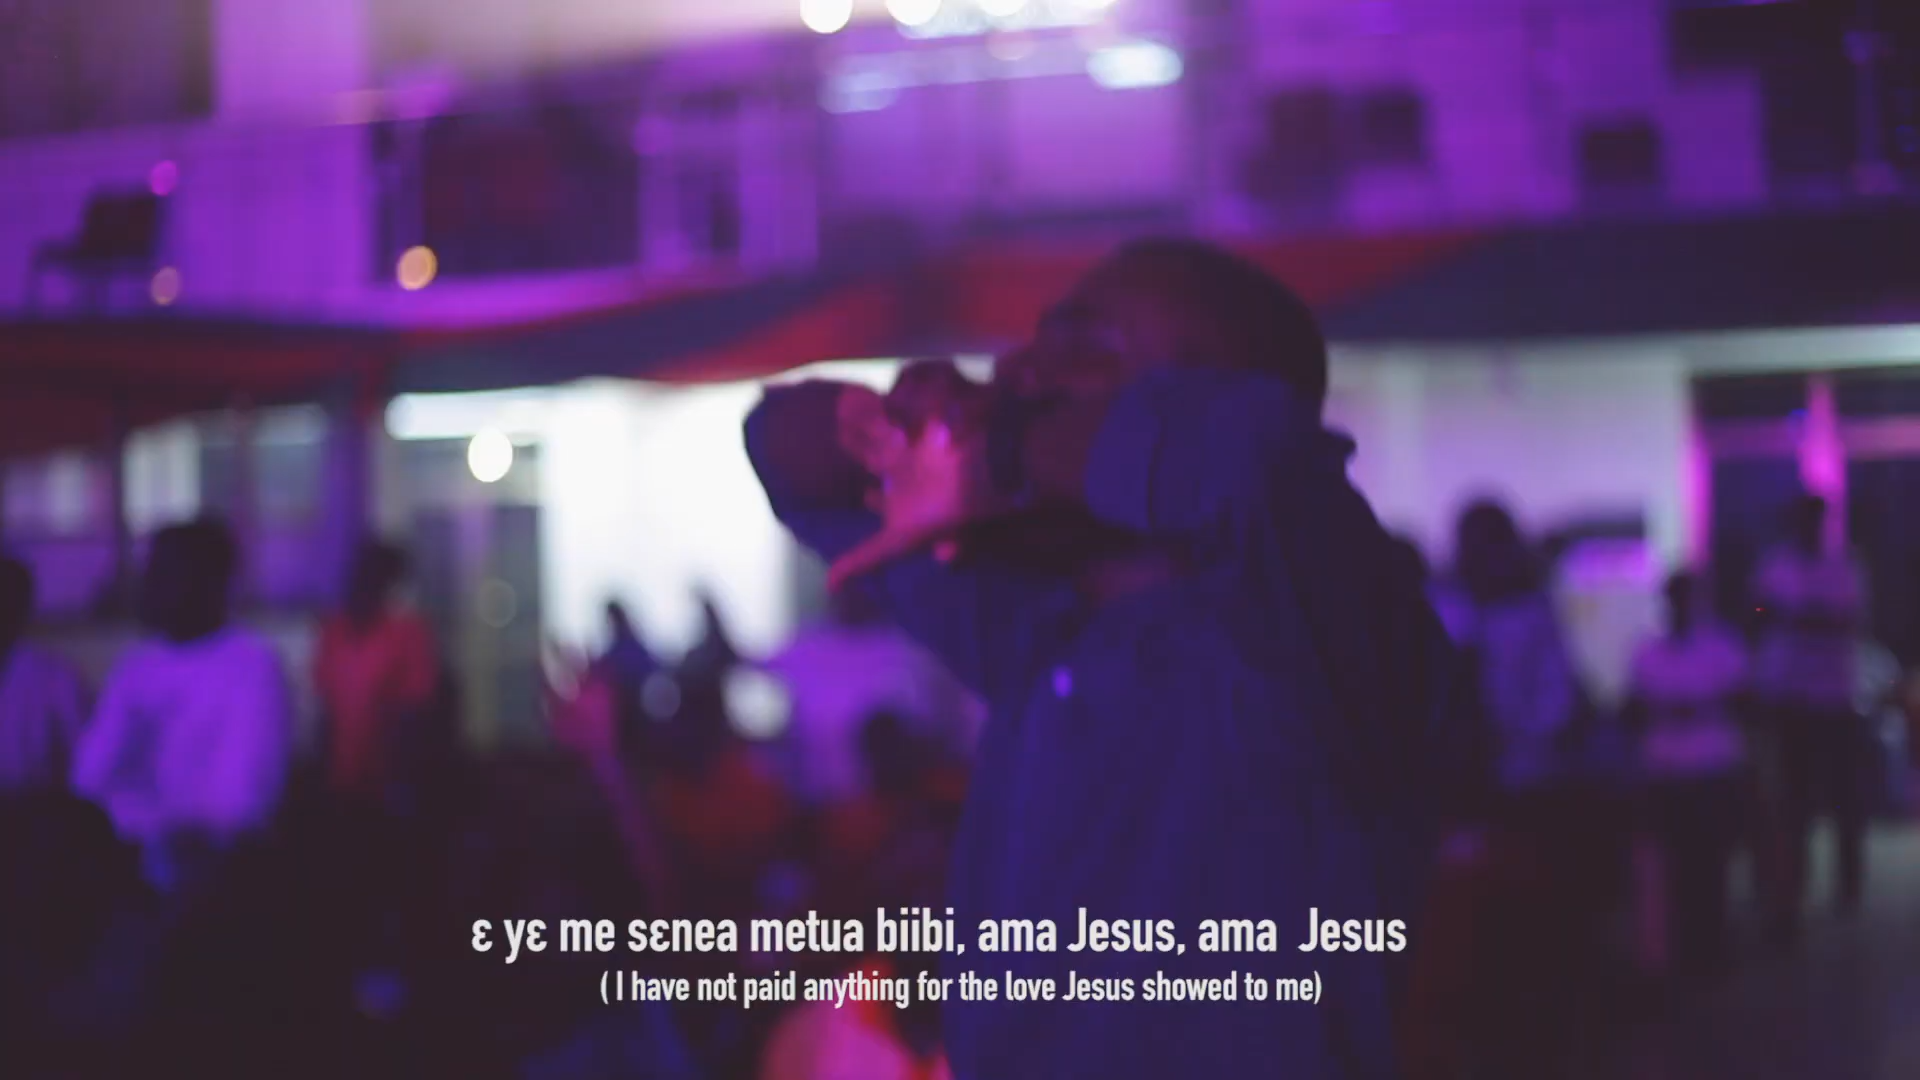 ɛ yɛ me sɛnea metua biibi, ama Jesus, ama Jesus
( I have not paid anything for the love Jesus showed to me)